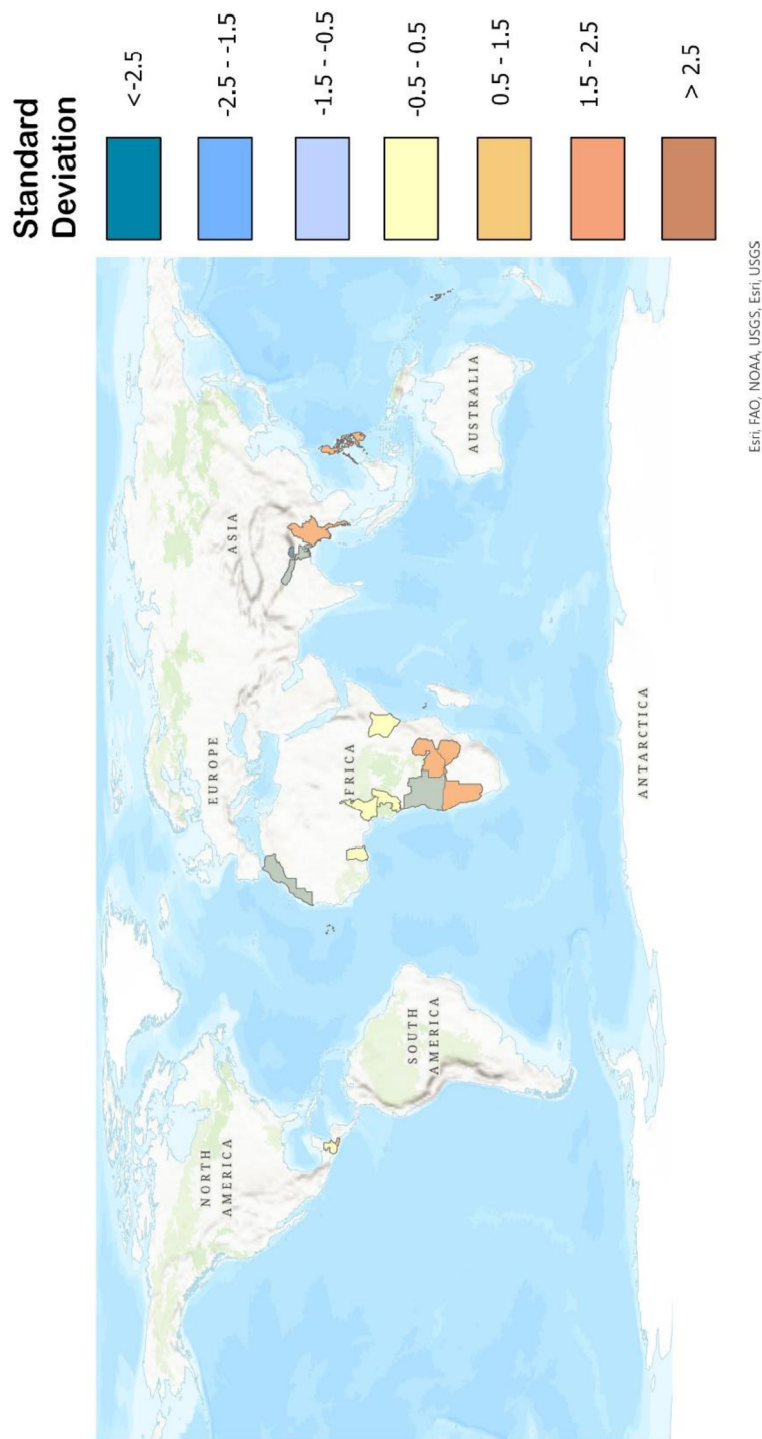 Standard
Deviation
<-2.5
-2.5 - -1.5
-1.5 - -0.5
-0.5 - 0.5
0.5 - 1.5
1.5 - 2.5
> 2.5
NORTH
AMERICA
SOUTH
AMERICA
EUROPE
FRICA
ASIA
AUSTRALIA
ANTARCTICA
Esri, FAO, NOAA, USGS, Esri, USGS